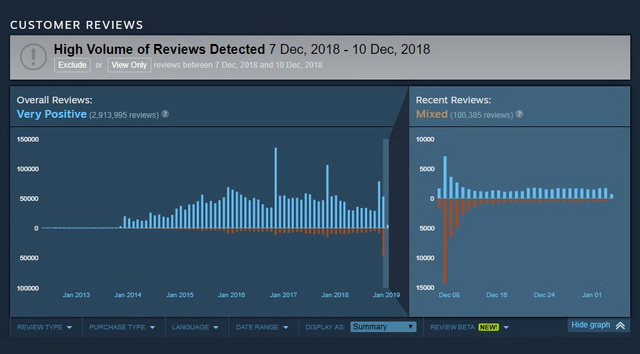 CUSTOMER REVIEWS
High Volume of Reviews Detected 7 Dec, 2018 - 10 Dec, 2018
Exclude or View Only reviews between 7 Dec, 2018 and 10 Dec, 2018
Overall Reviews:
Very Positive (2,913,995 reviews) ?
150000
100000
50000
0
50000
100000
Jan 2013 Jan 2014 Jan 2015 Jan 2016 Jan 2017 Jan 2018 Jan 2019
Recent Reviews:
Mixed (100,385 reviews) ?
10000
5000
0
5000
10000
15000
Dec 08 Dec 16 Dec 24 Jan 01
Hide graph
REVIEW TYPE PURCHASE TYPE LANGUAGE DATE RANGE DISPLAY AS: Summary REVIEW BETA NEW!